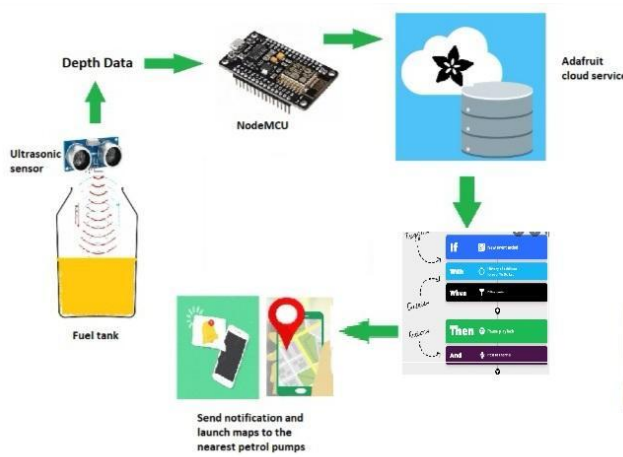 Depth Data
NodeMCU
Adafruit
cloud service
Ultrasonic
sensor
Fuel tank
If
With
When
Then
And
Send notification and
launch maps to the
nearest petrol pumps